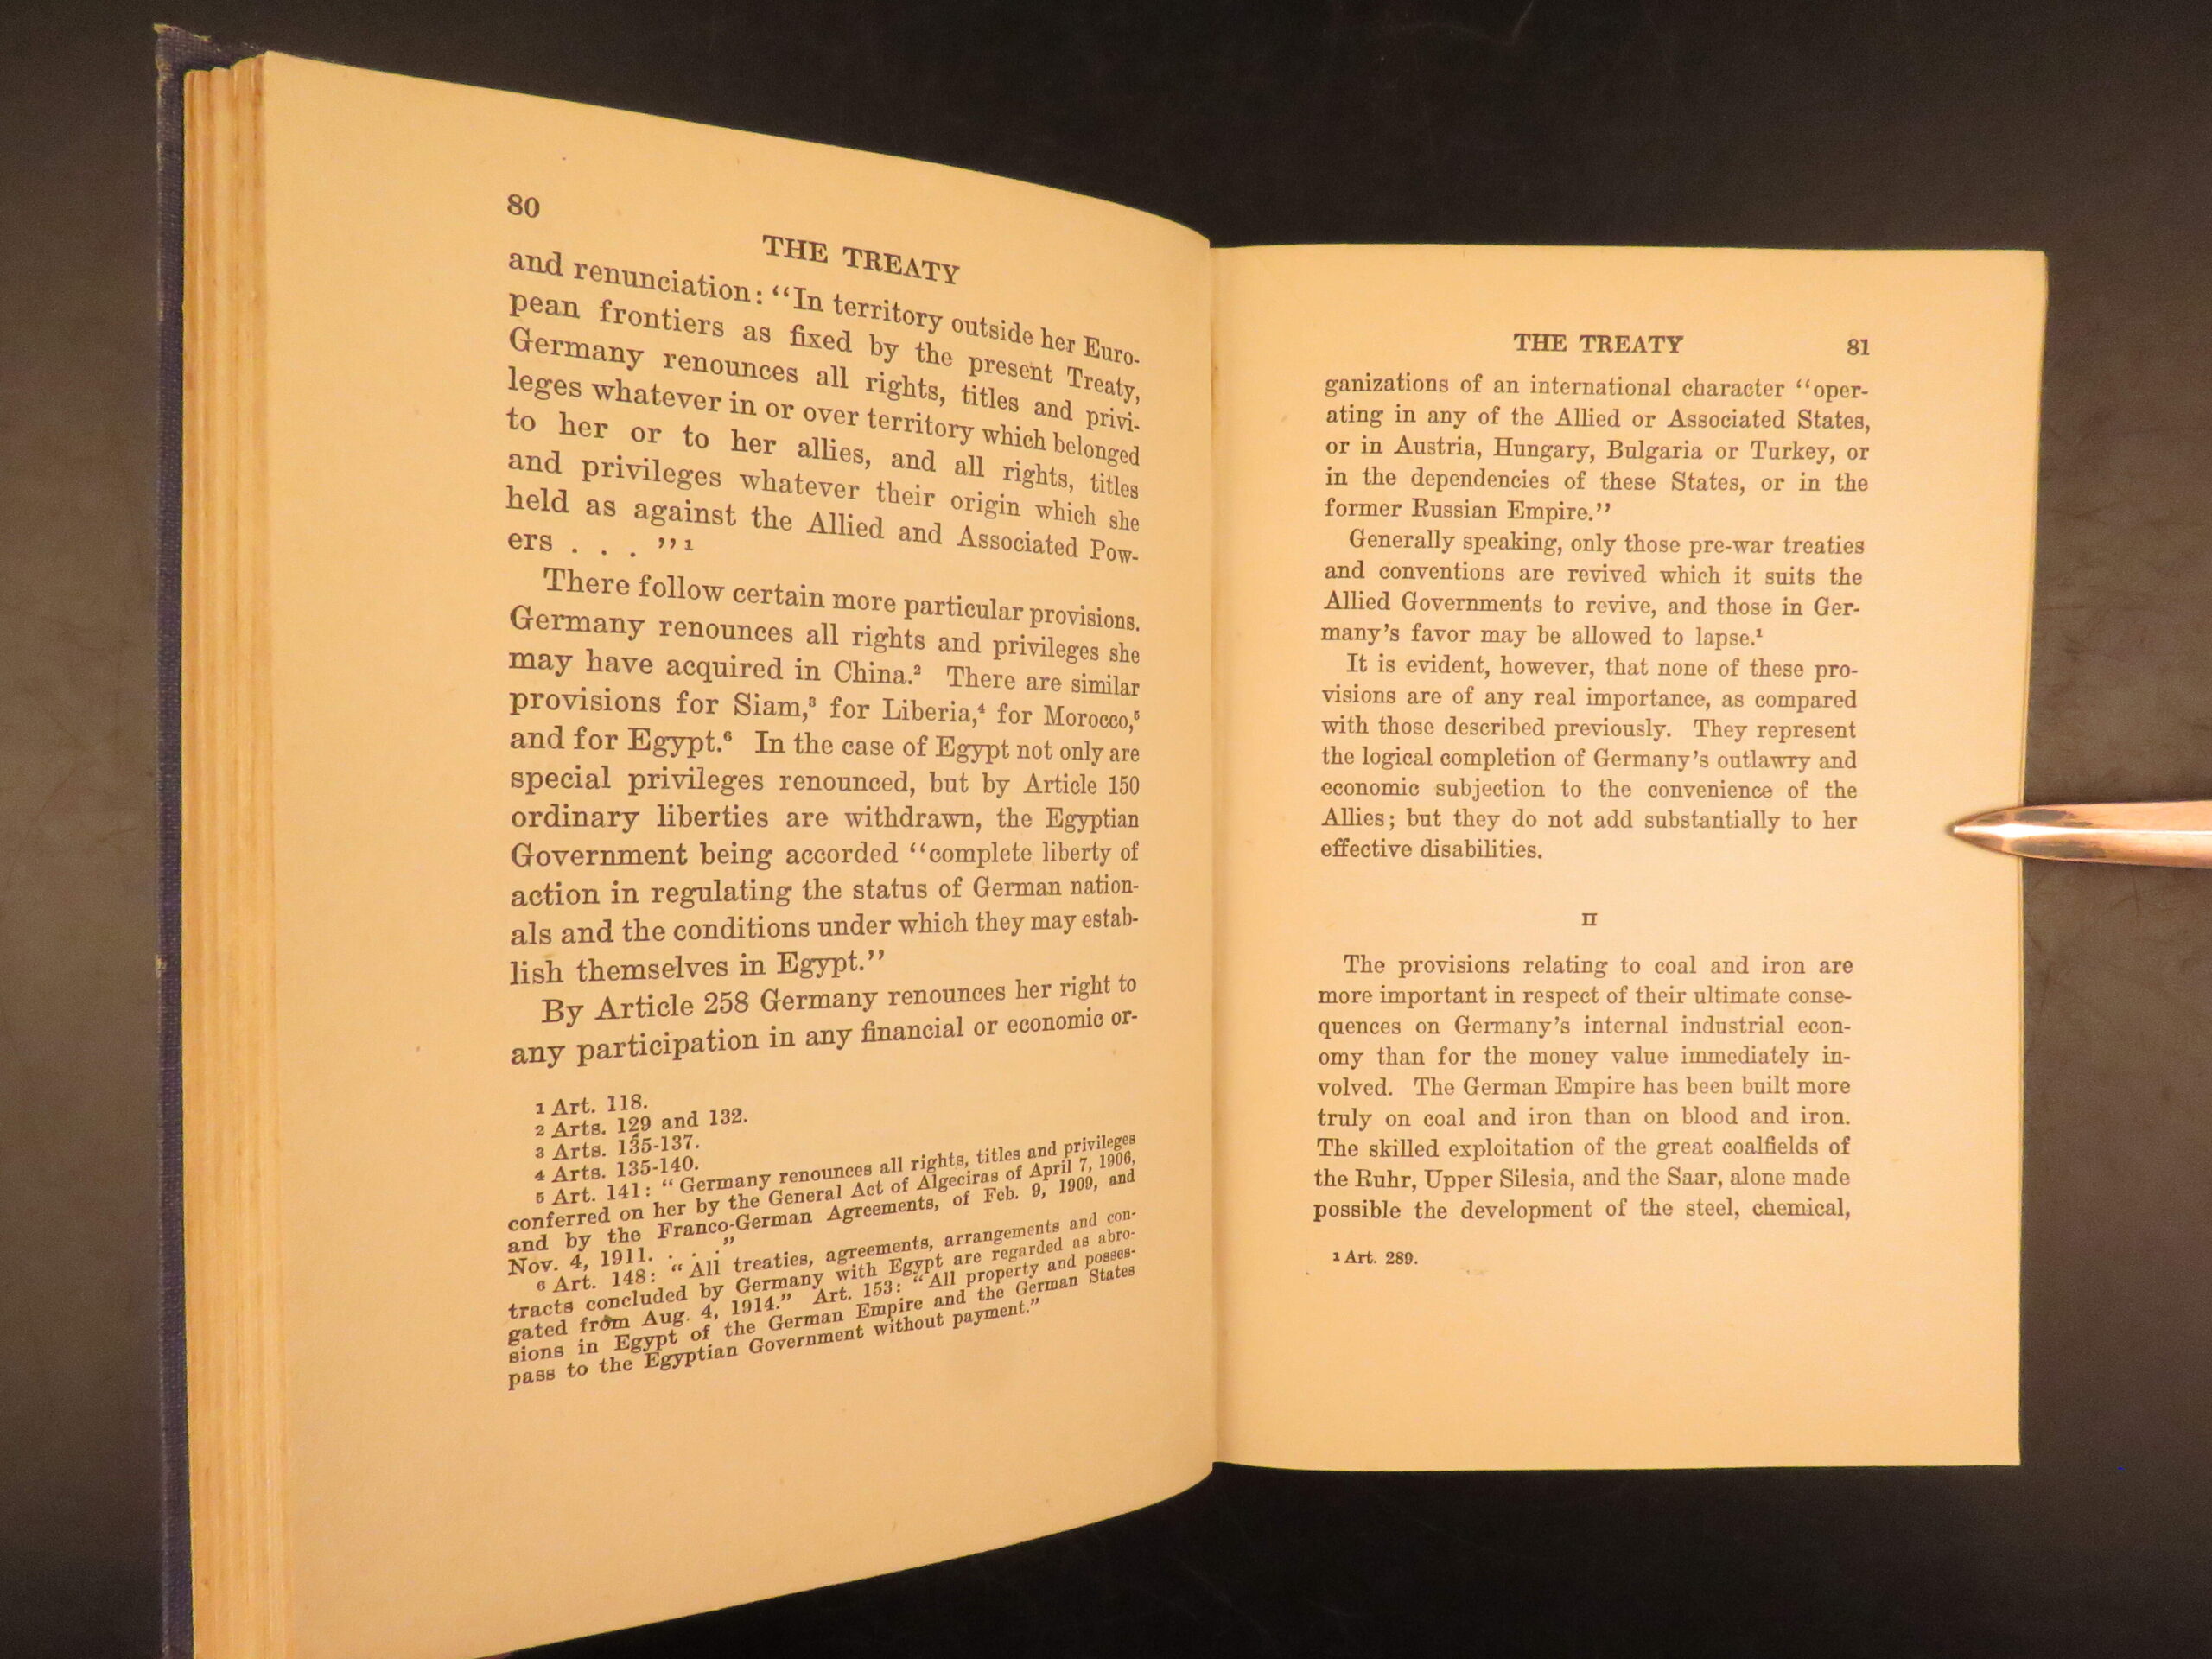 80
THE TREATY
and renunciation: “In territory outside her Euro-
pean frontiers as fixed by the present Treaty,
Germany renounces all rights, titles and privi-
leges whatever in or over territory which belonged
to her or to her allies, and all rights, titles
and privileges whatever their origin which she
held as against the Allied and Associated Pow-
ers . . . ”¹
There follow certain more particular provisions.
Germany renounces all rights and privileges she
may have acquired in China.² There are similar
provisions for Siam,³ for Liberia,⁴ for Morocco,⁵
and for Egypt.⁶ In the case of Egypt not only are
special privileges renounced, but by Article 150
ordinary liberties are withdrawn, the Egyptian
Government being accorded “complete liberty of
action in regulating the status of German nation-
als and the conditions under which they may estab-
lish themselves in Egypt.”
By Article 258 Germany renounces her right to
any participation in any financial or economic or-
1 Art. 118.
2 Arts. 129 and 132.
3 Arts. 135-137.
4 Arts. 135-140.
5 Art. 141: “Germany renounces all rights, titles and privileges
conferred on her by the General Act of Algeciras of April 7, 1906,
and by the Franco-German Agreements, of Feb. 9, 1909, and
Nov. 4, 1911. . . .”
6 Art. 148: “All treaties, agreements, arrangements and con-
tracts concluded by Germany with Egypt are regarded as abro-
gated from Aug. 4, 1914.” Art. 153: “All property and posses-
sions in Egypt of the German Empire and the German States
pass to the Egyptian Government without payment.”
THE TREATY 81
ganizations of an international character “oper-
ating in any of the Allied or Associated States,
or in Austria, Hungary, Bulgaria or Turkey, or
in the dependencies of these States, or in the
former Russian Empire.”
Generally speaking, only those pre-war treaties
and conventions are revived which it suits the
Allied Governments to revive, and those in Ger-
many’s favor may be allowed to lapse.¹
It is evident, however, that none of these pro-
visions are of any real importance, as compared
with those described previously. They represent
the logical completion of Germany’s outlawry and
economic subjection to the convenience of the
Allies; but they do not add substantially to her
effective disabilities.
II
The provisions relating to coal and iron are
more important in respect of their ultimate conse-
quences on Germany’s internal industrial econ-
omy than for the money value immediately in-
volved. The German Empire has been built more
truly on coal and iron than on blood and iron.
The skilled exploitation of the great coalfields of
the Ruhr, Upper Silesia, and the Saar, alone made
possible the development of the steel, chemical,
1 Art. 289.